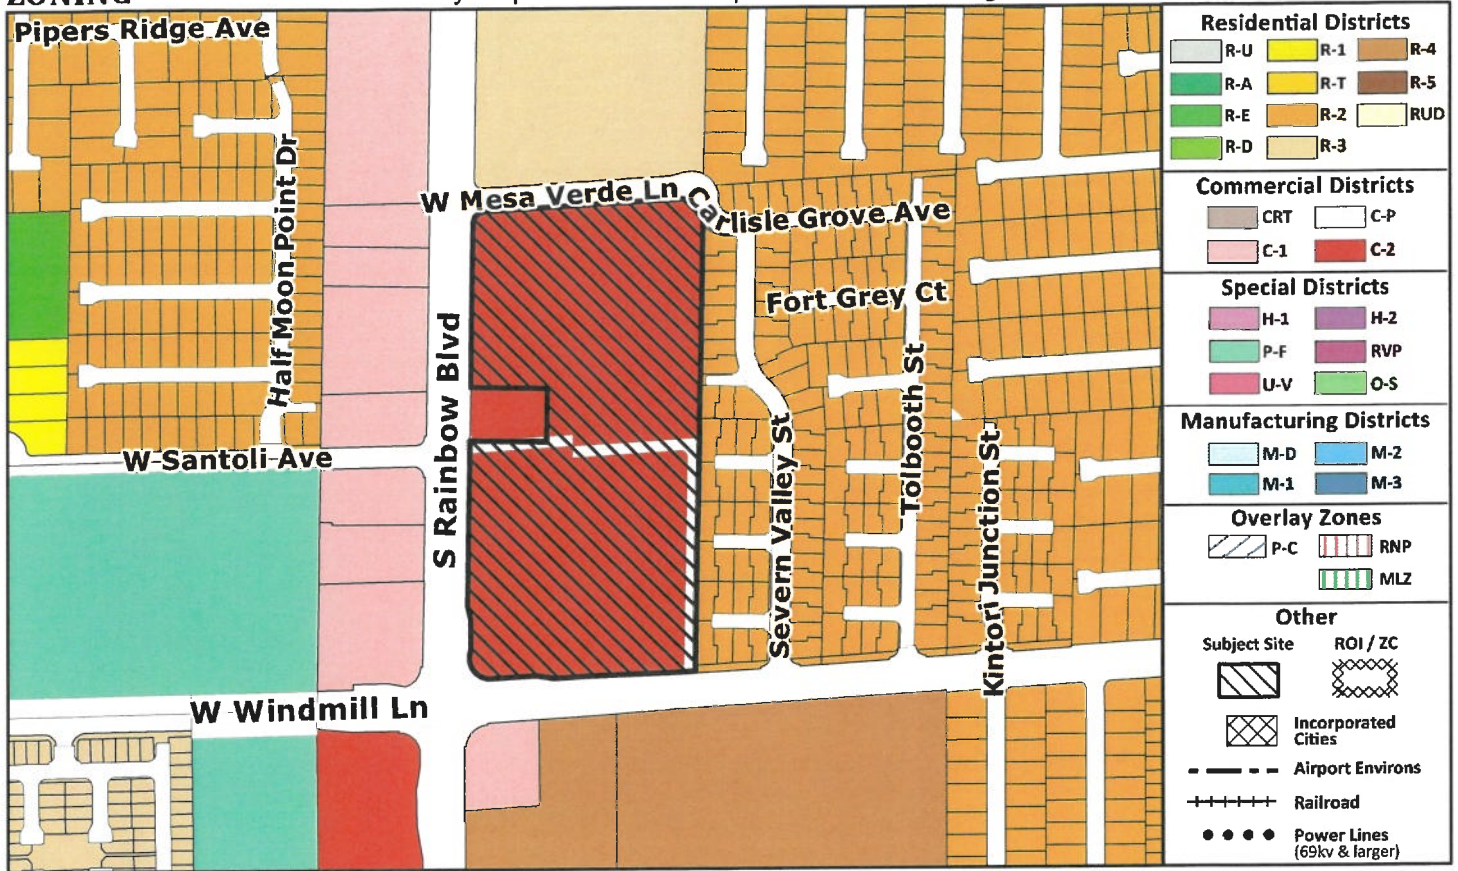 ZONING
Pipers Ridge Ave
Half Moon Point Dr
W Mesa Verde Ln
Carlisle Grove Ave
Fort Grey Ct
S Rainbow Blvd
Tolbooth St
Severn Valley St
Kintori Junction St
W Santoli Ave
W Windmill Ln
Residential Districts
R-U R-1 R-4
R-A R-T R-5
R-E R-2 RUD
R-D R-3
Commercial Districts
CRT C-P
C-1 C-2
Special Districts
H-1 H-2
P-F RVP
U-V O-S
Manufacturing Districts
M-D M-2
M-1 M-3
Overlay Zones
P-C RNP
MLZ
Other
Subject Site ROI / ZC
Incorporated
Cities
Airport Environs
Railroad
Power Lines
(69kv & larger)